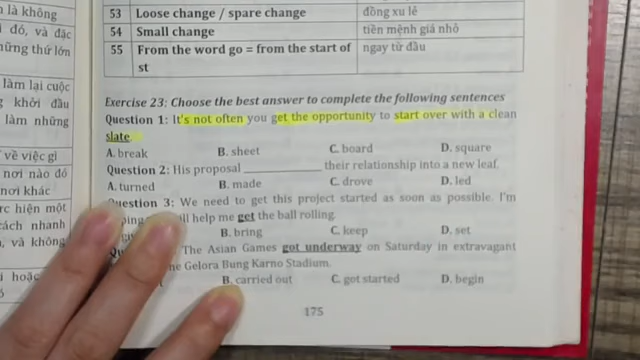 là không
đó, và đặc
hững thứ lớn
làm lại cuộc
khởi đầu
làm những
về việc gì
nơi nào đó
nơi khác
rc hiện một
cách nhanh
và không
hoặc
53 Loose change / spare change đồng xu lẻ
54 Small change tiền mệnh giá nhỏ
55 From the word go = from the start of ngay từ đầu
st
Exercise 23: Choose the best answer to complete the following sentences
Question 1: It's not often you get the opportunity to start over with a clean
slate
A. break B. sheet C. board D. square
Question 2: His proposal ____________ their relationship into a new leaf.
A. turned B. made C. drove D. led
Question 3: We need to get this project started as soon as possible. I'm
help me get the ball rolling.
B. bring C. keep D. set
The Asian Games got underway on Saturday in extravagant
Gelora Bung Karno Stadium.
B. carried out C. got started D. begin
175